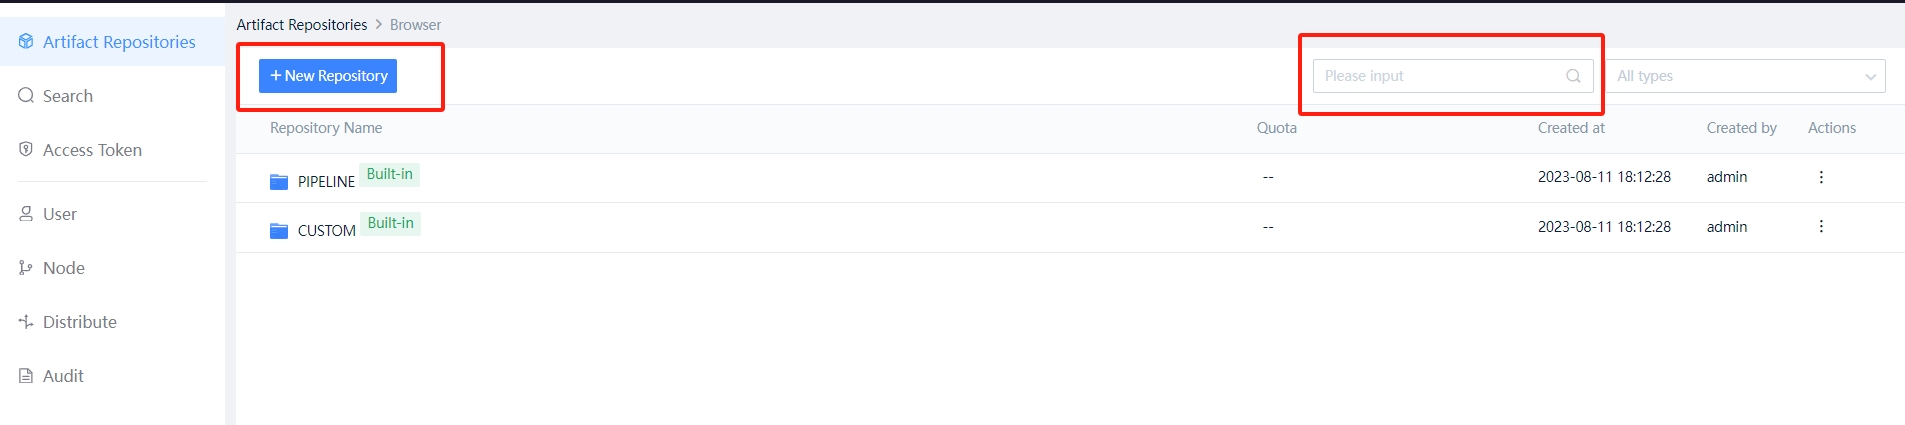 Artifact Repositories
Search
Access Token
User
Node
Distribute
Audit
Artifact Repositories > Browser
+ New Repository
Please input
All types
Repository Name Quota Created at Created by Actions
PIPELINE Built-in -- 2023-08-11 18:12:28 admin
CUSTOM Built-in -- 2023-08-11 18:12:28 admin